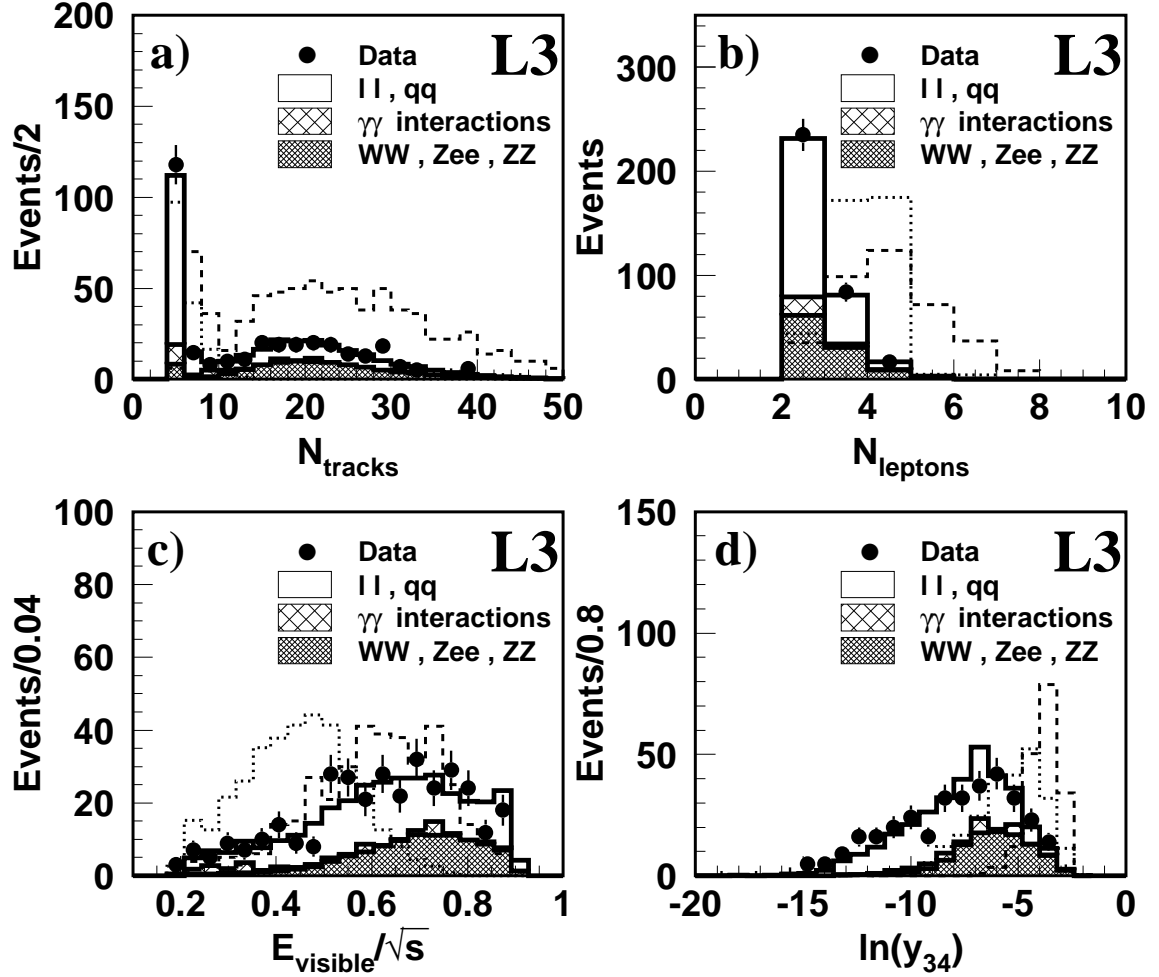 a)
L3
Data
l l , qq
γγ interactions
WW , Zee , ZZ
Events/2
200
150
100
50
0
0 10 20 30 40 50
N_tracks
b)
L3
Data
l l , qq
γγ interactions
WW , Zee , ZZ
Events
300
200
100
0
0 2 4 6 8 10
N_leptons
c)
L3
Data
l l , qq
γγ interactions
WW , Zee , ZZ
Events/0.04
100
80
60
40
20
0
0.2 0.4 0.6 0.8 1
E_visible/√s
d)
L3
Data
l l , qq
γγ interactions
WW , Zee , ZZ
Events/0.8
150
100
50
0
-20 -15 -10 -5 0
ln(y_34)